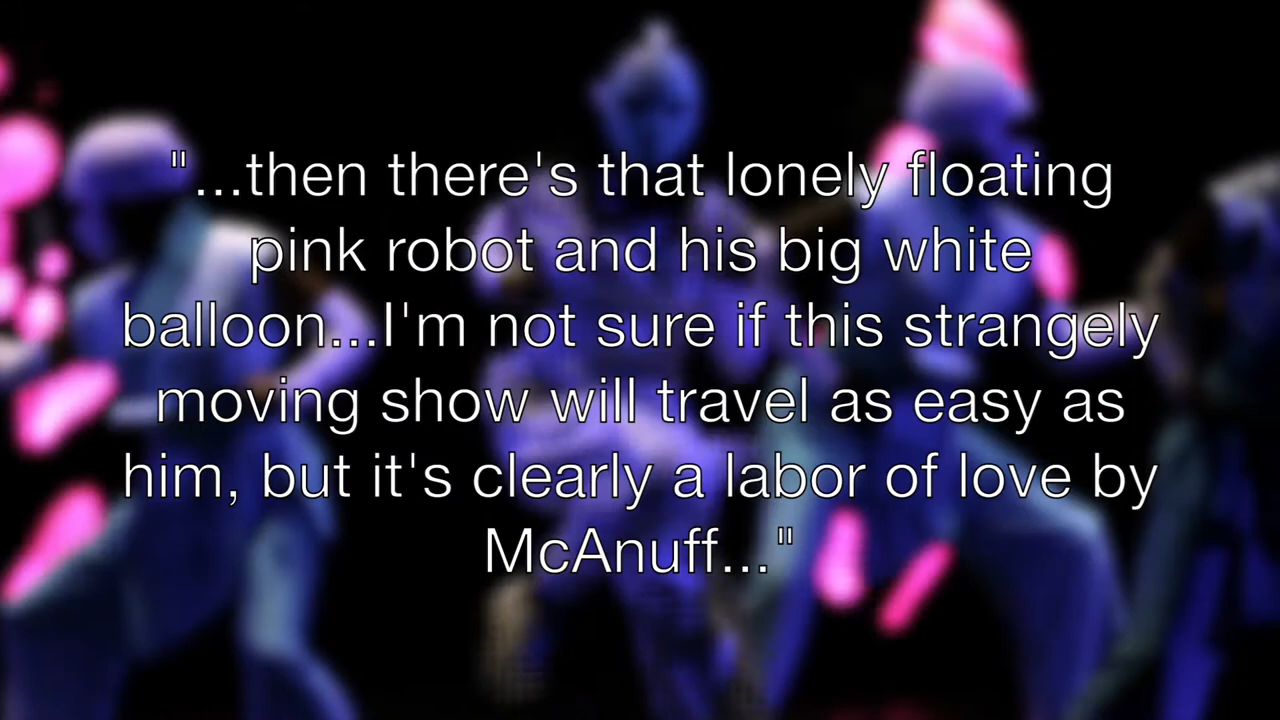 "...then there's that lonely floating
pink robot and his big white
balloon...I'm not sure if this strangely
moving show will travel as easy as
him, but it's clearly a labor of love by
McAnuff..."